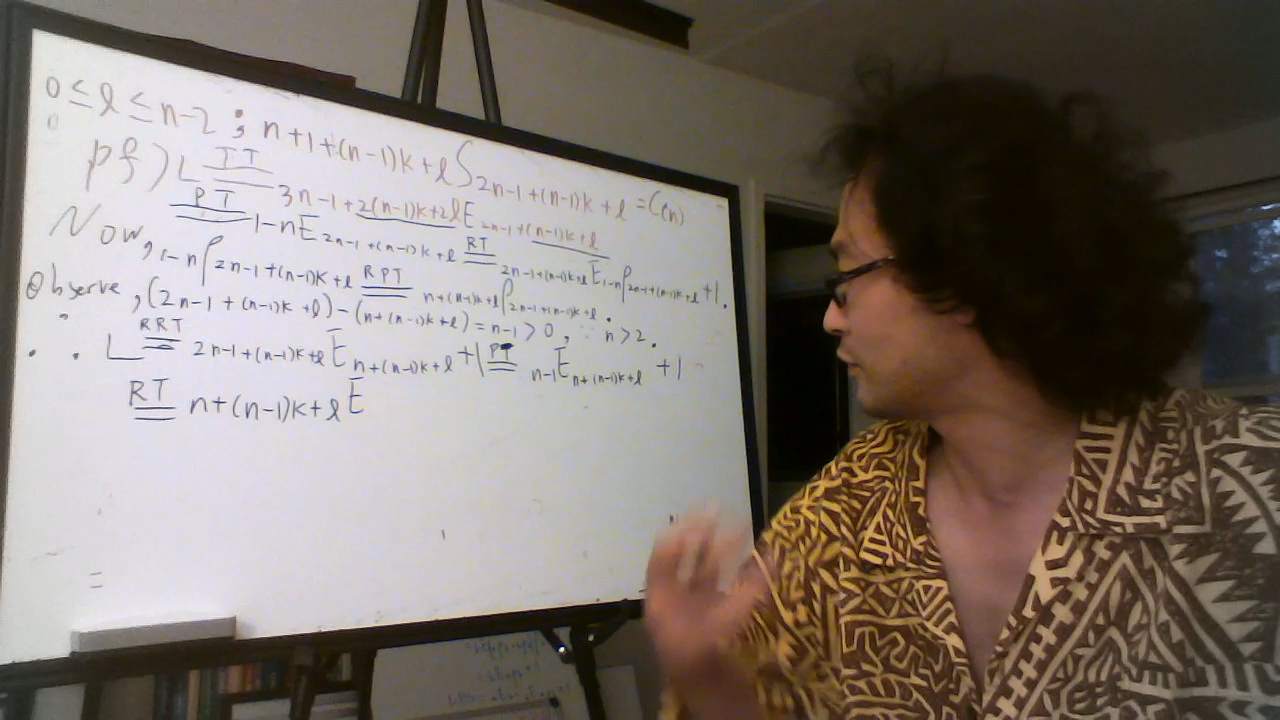 0 ≤ l ≤ n-2 ; n+1+(n-1)k+l S 2n-1+(n-1)k+l = C(n)
pf) L TT = 3n-1+2(n-1)k+2l E 2n-1+(n-1)k+l
PT = 1-n E 2n-1+(n-1)k+l RT = 2n-1+(n-1)k+l E 1-n ρ 2n-1+(n-1)k+l +1.
Now, 1-n ρ 2n-1+(n-1)k+l RPT = n+(n-1)k+l ρ 2n-1+(n-1)k+l.
Observe, (2n-1+(n-1)k+l)-(n+(n-1)k+l) = n-1 > 0, ∵ n>2.
∴ L RRT = 2n-1+(n-1)k+l E n+(n-1)k+l +1 PT = n-1 E n+(n-1)k+l +1
RT = n+(n-1)k+l E